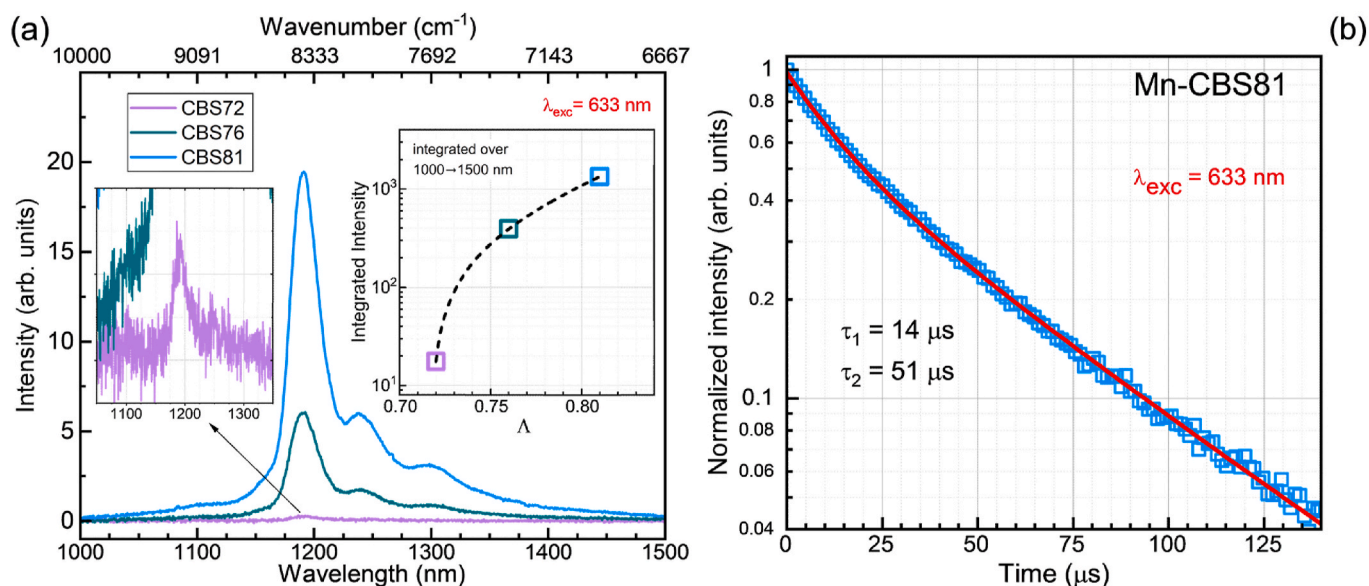 (a)
Wavenumber (cm⁻¹)
10000 9091 8333 7692 7143 6667
CBS72
CBS76
CBS81
λexc= 633 nm
integrated over
1000→1500 nm
Integrated Intensity
10³
10²
10¹
0.70 0.76 0.80
Λ
1100 1200 1300
Intensity (arb. units)
20
15
10
5
0
1000 1100 1200 1300 1400 1500
Wavelength (nm)
(b)
Mn-CBS81
λexc = 633 nm
τ₁ = 14 μs
τ₂ = 51 μs
Normalized intensity (arb. units)
1
0.8
0.6
0.4
0.2
0.1
0.08
0.06
0.04
0 25 50 75 100 125
Time (μs)